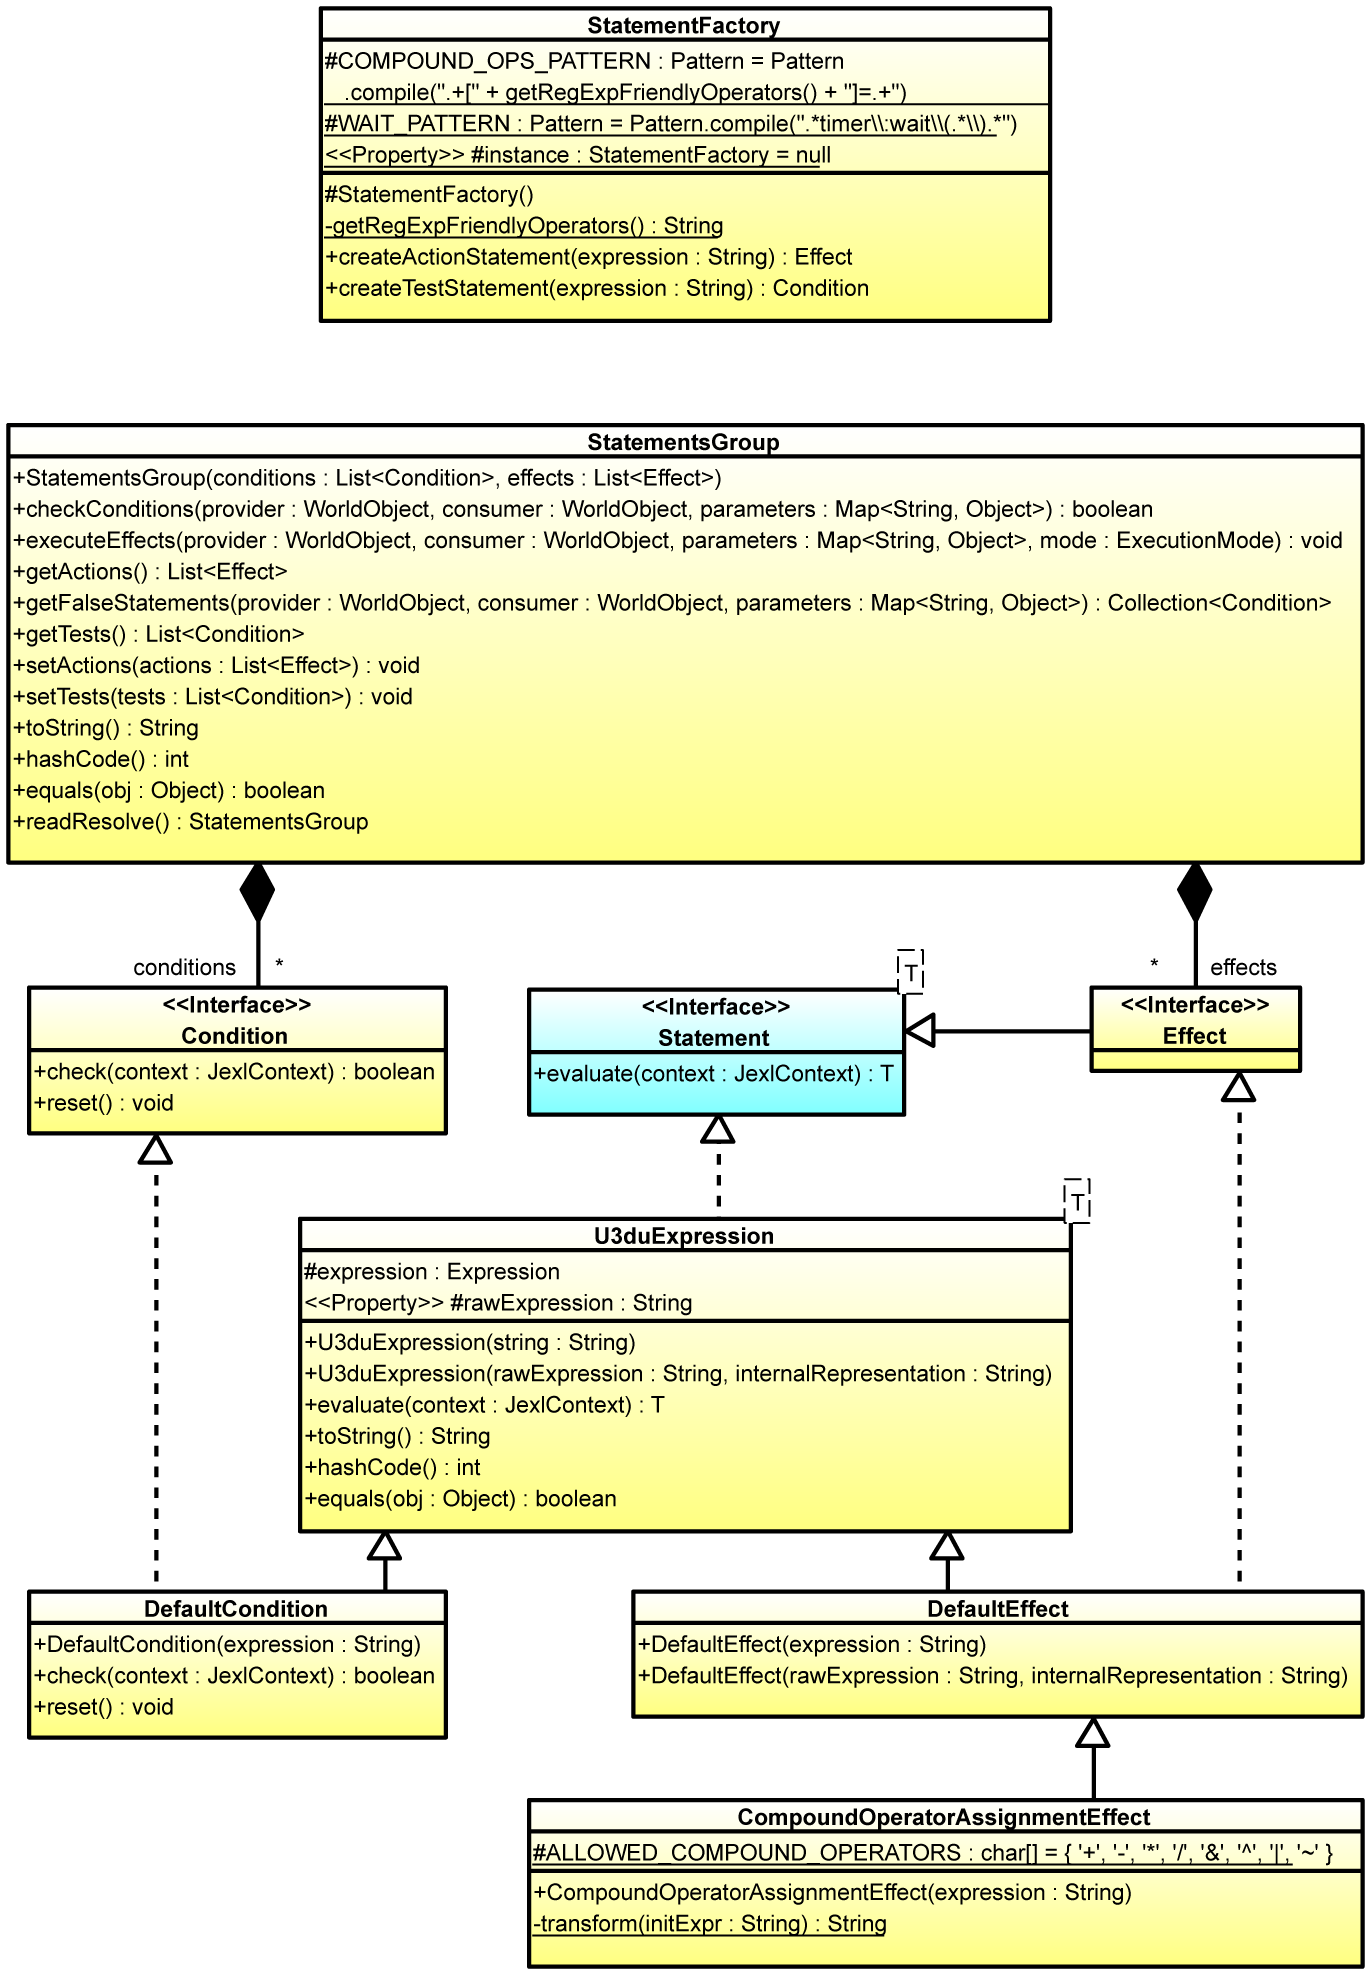 StatementFactory
#COMPOUND_OPS_PATTERN : Pattern = Pattern
.compile(".+[" + getRegExpFriendlyOperators() + "]=.+")
#WAIT_PATTERN : Pattern = Pattern.compile(".*timer\\:wait\\(.*\\).*")
<<Property>> #instance : StatementFactory = null
#StatementFactory()
-getRegExpFriendlyOperators() : String
+createActionStatement(expression : String) : Effect
+createTestStatement(expression : String) : Condition
StatementsGroup
+StatementsGroup(conditions : List<Condition>, effects : List<Effect>)
+checkConditions(provider : WorldObject, consumer : WorldObject, parameters : Map<String, Object>) : boolean
+executeEffects(provider : WorldObject, consumer : WorldObject, parameters : Map<String, Object>, mode : ExecutionMode) : void
+getActions() : List<Effect>
+getFalseStatements(provider : WorldObject, consumer : WorldObject, parameters : Map<String, Object>) : Collection<Condition>
+getTests() : List<Condition>
+setActions(actions : List<Effect>) : void
+setTests(tests : List<Condition>) : void
+toString() : String
+hashCode() : int
+equals(obj : Object) : boolean
+readResolve() : StatementsGroup
conditions *
* effects
<<Interface>>
Condition
+check(context : JexlContext) : boolean
+reset() : void
T
<<Interface>>
Statement
+evaluate(context : JexlContext) : T
<<Interface>>
Effect
T
U3duExpression
#expression : Expression
<<Property>> #rawExpression : String
+U3duExpression(string : String)
+U3duExpression(rawExpression : String, internalRepresentation : String)
+evaluate(context : JexlContext) : T
+toString() : String
+hashCode() : int
+equals(obj : Object) : boolean
DefaultCondition
+DefaultCondition(expression : String)
+check(context : JexlContext) : boolean
+reset() : void
DefaultEffect
+DefaultEffect(expression : String)
+DefaultEffect(rawExpression : String, internalRepresentation : String)
CompoundOperatorAssignmentEffect
#ALLOWED_COMPOUND_OPERATORS : char[] = { '+', '-', '*', '/', '&', '^', '|', '~' }
+CompoundOperatorAssignmentEffect(expression : String)
-transform(initExpr : String) : String